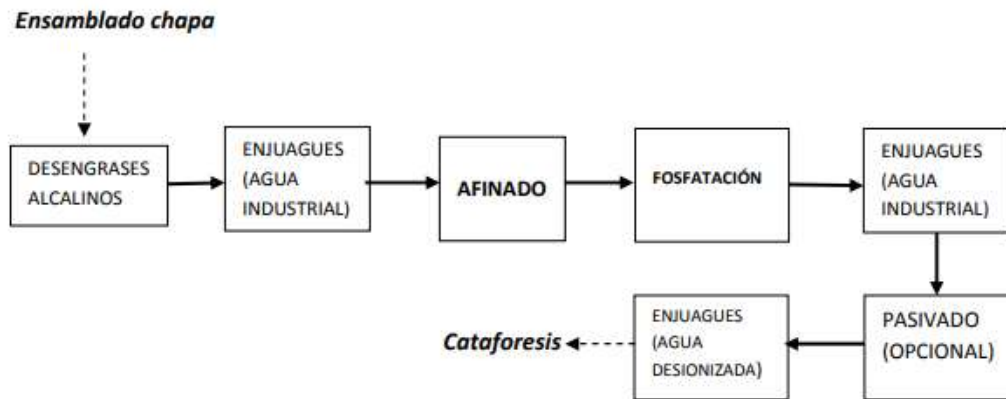 Ensamblado chapa
DESENGRASES
ALCALINOS
ENJUAGUES
(AGUA
INDUSTRIAL)
AFINADO
FOSFATACIÓN
ENJUAGUES
(AGUA
INDUSTRIAL)
PASIVADO
(OPCIONAL)
ENJUAGUES
(AGUA
DESIONIZADA)
Cataforesis